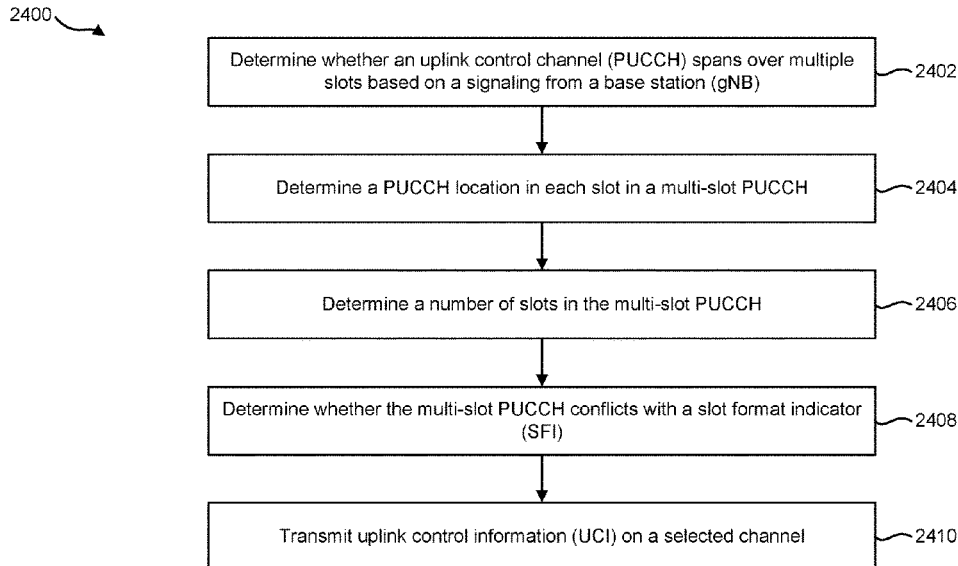 2400
Determine whether an uplink control channel (PUCCH) spans over multiple
slots based on a signaling from a base station (gNB)
2402
Determine a PUCCH location in each slot in a multi-slot PUCCH
2404
Determine a number of slots in the multi-slot PUCCH
2406
Determine whether the multi-slot PUCCH conflicts with a slot format indicator
(SFI)
2408
Transmit uplink control information (UCI) on a selected channel
2410